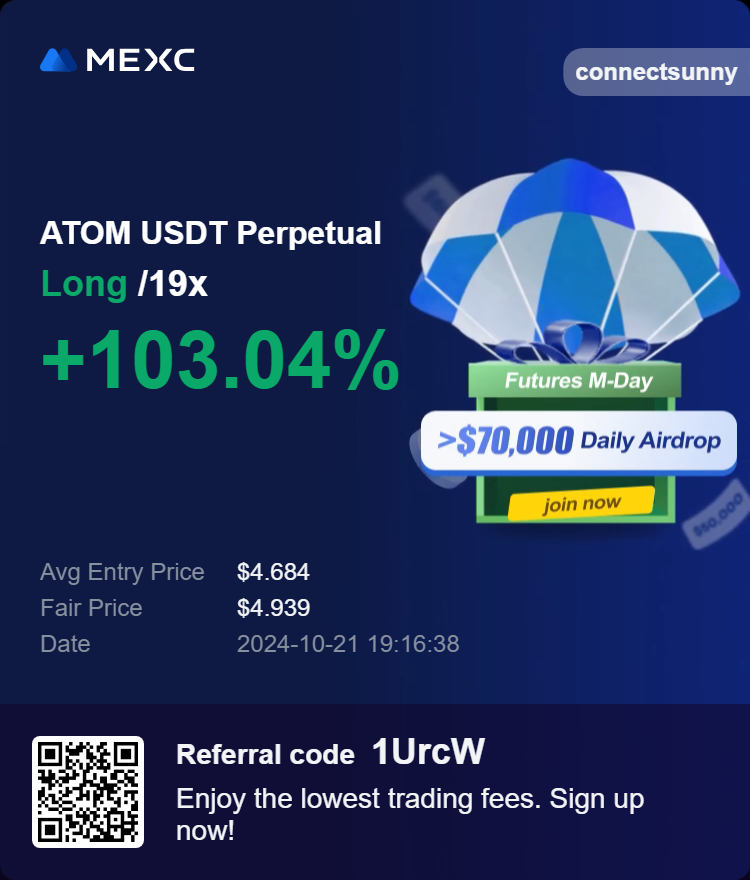 MEXC
connectsunny
ATOM USDT Perpetual
Long /19x
+103.04%
Futures M-Day
>$70,000 Daily Airdrop
join now
$50,000
Avg Entry Price $4.684
Fair Price $4.939
Date 2024-10-21 19:16:38
Referral code 1UrcW
Enjoy the lowest trading fees. Sign up
now!